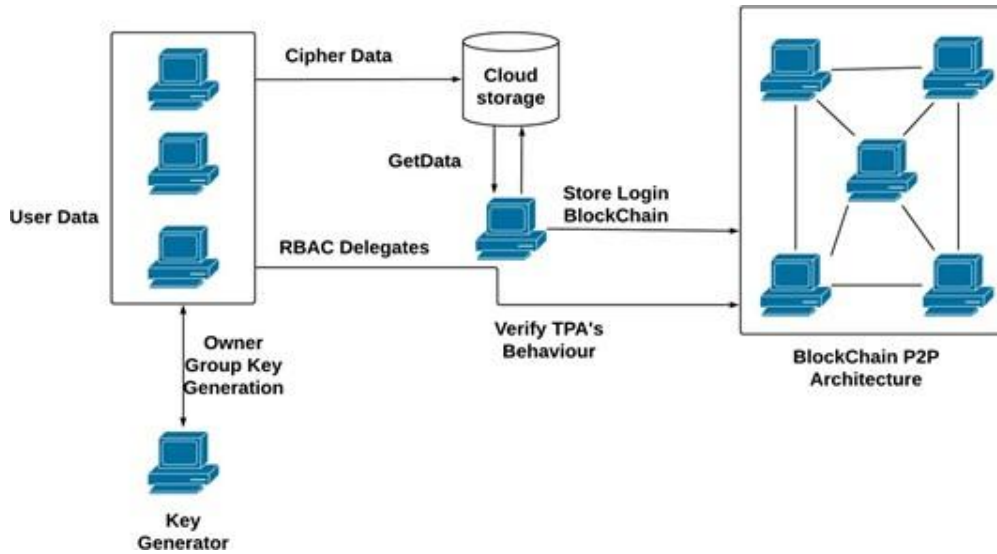 Cipher Data
Cloud
storage
GetData
User Data
Store Login
BlockChain
RBAC Delegates
Verify TPA's
Behaviour
BlockChain P2P
Architecture
Owner
Group Key
Generation
Key
Generator